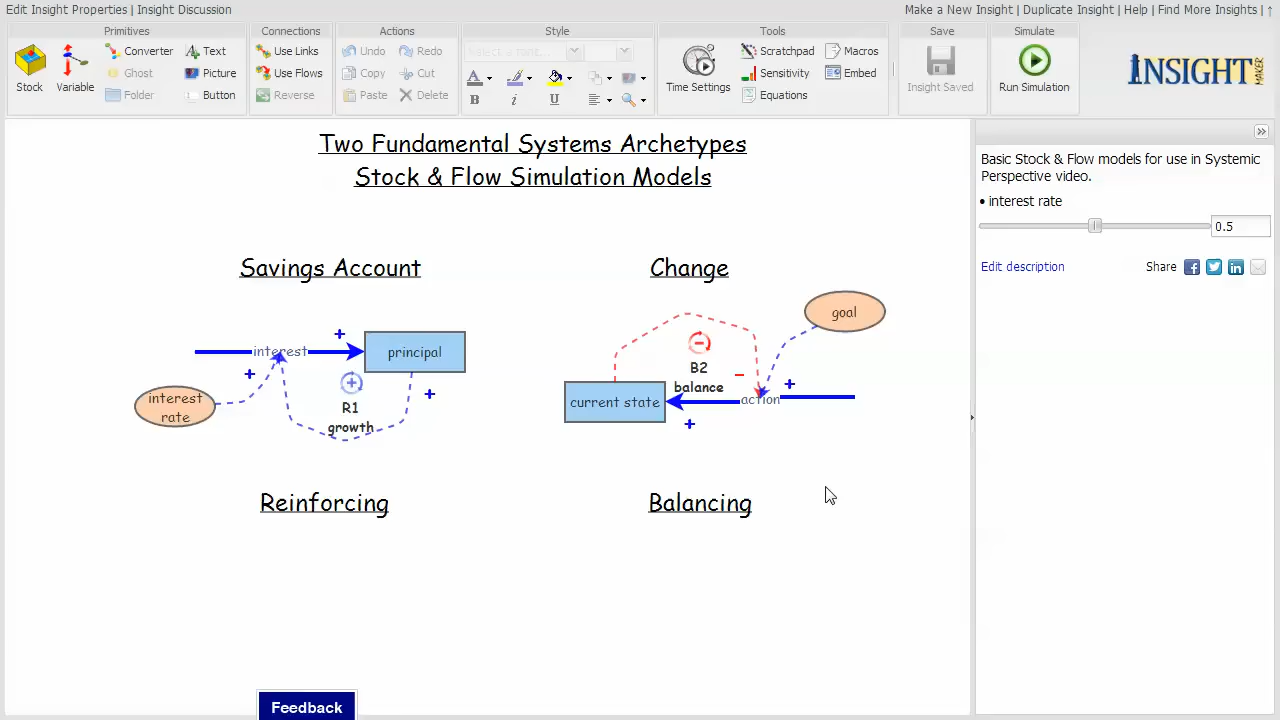 Edit Insight Properties | Insight Discussion
Make a New Insight | Duplicate Insight | Help | Find More Insights | ↑
Primitives
Connections
Actions
Style
Tools
Save
Simulate
Stock
Variable
Converter
Ghost
Folder
Text
Picture
Button
Use Links
Use Flows
Reverse
Undo
Redo
Copy
Cut
Paste
Delete
A
B
i
U
Time Settings
Scratchpad
Sensitivity
Equations
Macros
Embed
Insight Saved
Run Simulation
INSIGHT
MAKER
Two Fundamental Systems Archetypes
Stock & Flow Simulation Models
Savings Account
Change
interest
+
principal
interest
rate
+
+
R1
growth
+
goal
B2
balance
−
+
current state
action
+
Reinforcing
Balancing
Basic Stock & Flow models for use in Systemic
Perspective video.
• interest rate
0.5
Edit description
Share
Feedback